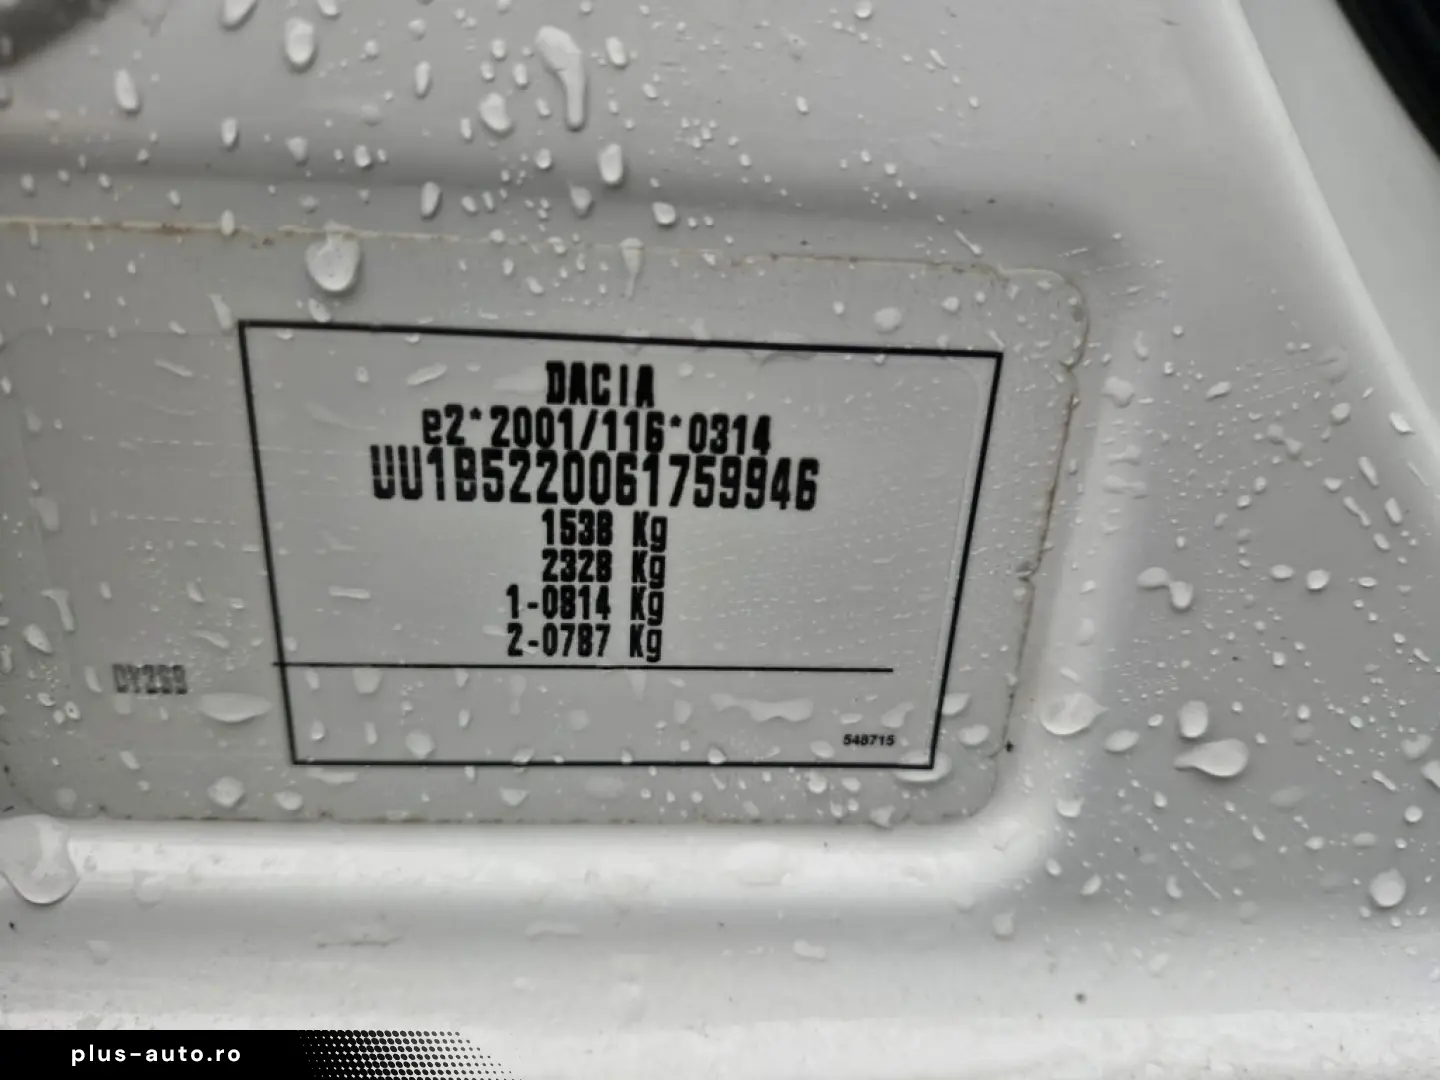 DACIA
e2*2001/116*0314
UU1B5220061759946
1538 Kg
2328 Kg
1-0814 Kg
2-0787 Kg
548715
plus-auto.ro